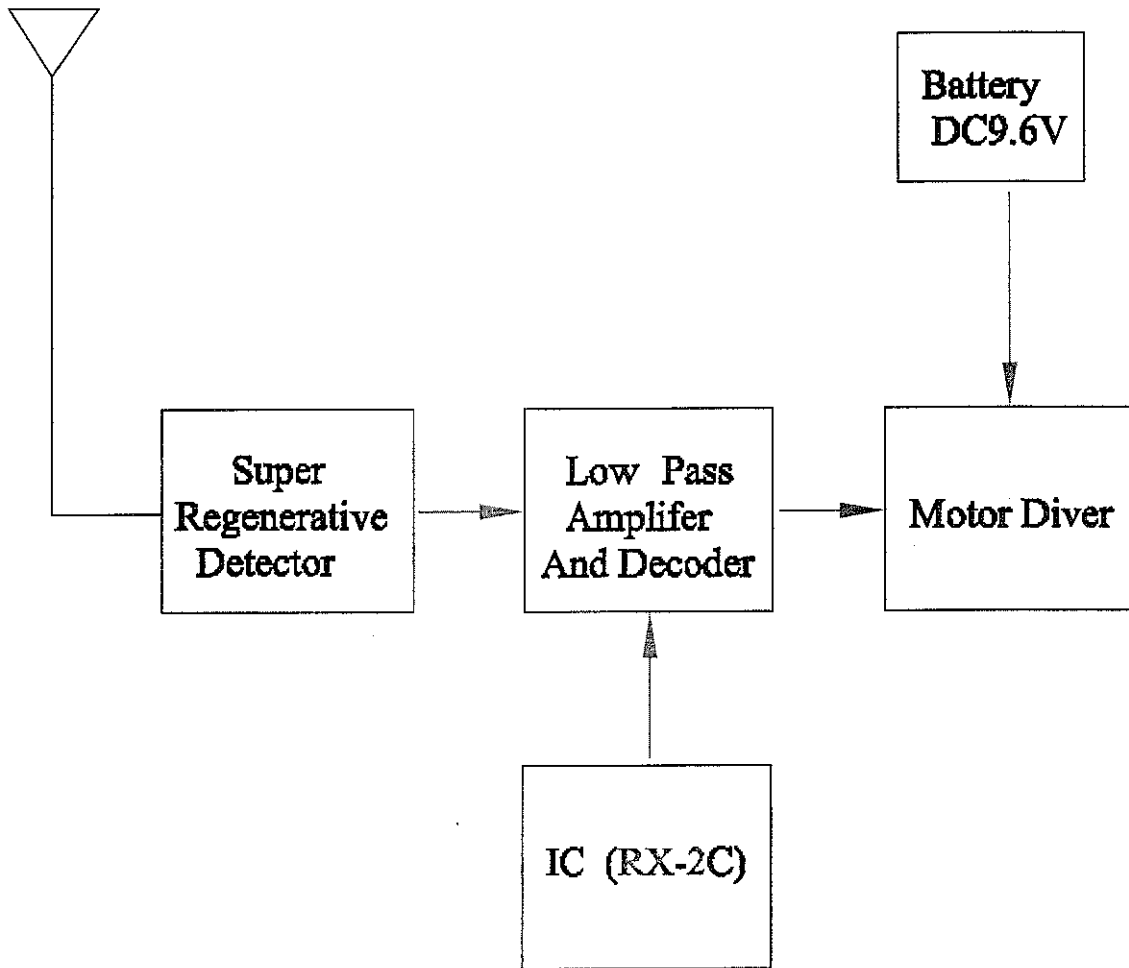 Battery
DC9.6V
Super
Regenerative
Detector
Low Pass
Amplifer
And Decoder
Motor Diver
IC (RX-2C)